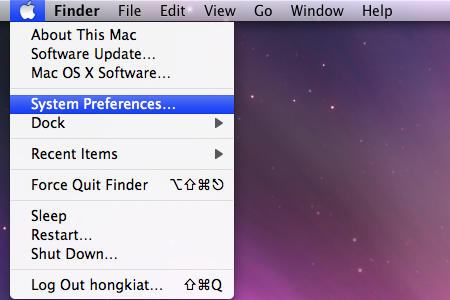 Finder File Edit View Go Window Help
About This Mac
Software Update...
Mac OS X Software...
System Preferences...
Dock
Recent Items
Force Quit Finder ⌥⇧⌘⎋
Sleep
Restart...
Shut Down...
Log Out hongkiat... ⇧⌘Q